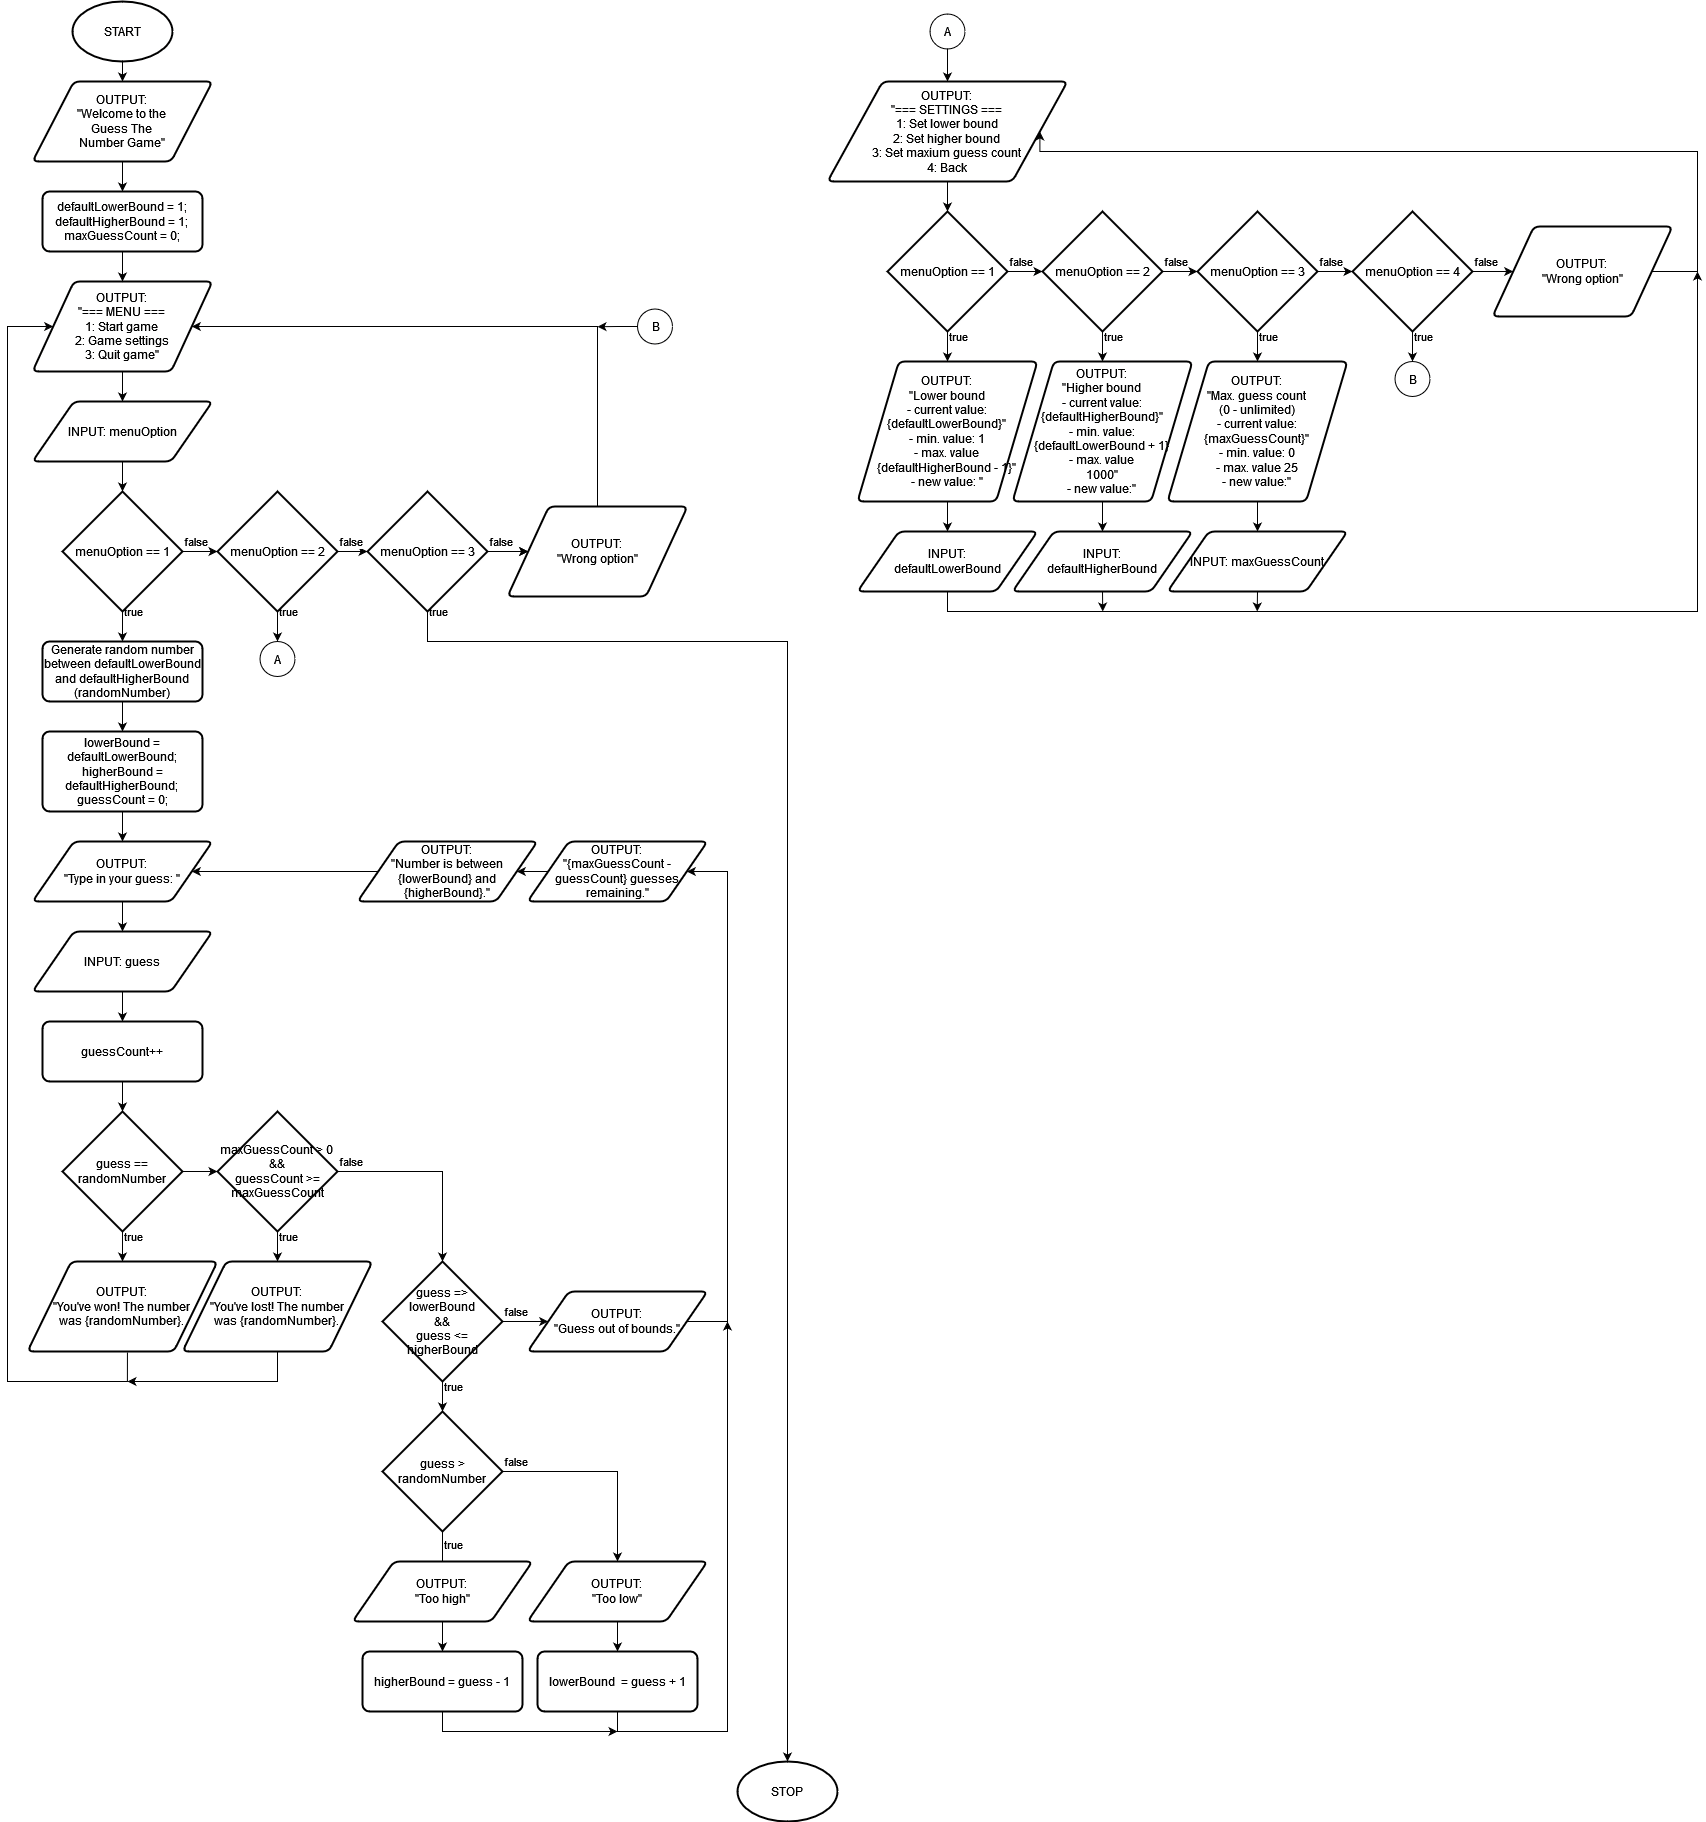 START
OUTPUT:
"Welcome to the
Guess The
Number Game"
defaultLowerBound = 1;
defaultHigherBound = 1;
maxGuessCount = 0;
OUTPUT:
"=== MENU ===
1: Start game
2: Game settings
3: Quit game"
B
INPUT: menuOption
menuOption == 1
false
menuOption == 2
false
menuOption == 3
false
OUTPUT:
"Wrong option"
true
true
true
A
Generate random number
between defaultLowerBound
and defaultHigherBound
(randomNumber)
lowerBound =
defaultLowerBound;
higherBound =
defaultHigherBound;
guessCount = 0;
OUTPUT:
"Type in your guess: "
OUTPUT:
"Number is between
{lowerBound} and
{higherBound}."
OUTPUT:
"{maxGuessCount -
guessCount} guesses
remaining."
INPUT: guess
guessCount++
guess ==
randomNumber
maxGuessCount > 0
&&
guessCount >=
maxGuessCount
false
true
true
OUTPUT:
"You've won! The number
was {randomNumber}.
OUTPUT:
"You've lost! The number
was {randomNumber}.
guess =>
lowerBound
&&
guess <=
higherBound
false
OUTPUT:
"Guess out of bounds."
true
guess >
randomNumber
false
true
OUTPUT:
"Too high"
OUTPUT:
"Too low"
higherBound = guess - 1
lowerBound = guess + 1
STOP
A
OUTPUT:
"=== SETTINGS ===
1: Set lower bound
2: Set higher bound
3: Set maxium guess count
4: Back
menuOption == 1
false
menuOption == 2
false
menuOption == 3
false
menuOption == 4
false
OUTPUT:
"Wrong option"
true
true
true
true
OUTPUT:
"Lower bound
- current value:
{defaultLowerBound}"
- min. value: 1
- max. value
{defaultHigherBound - 1}"
- new value: "
OUTPUT:
"Higher bound
- current value:
{defaultHigherBound}"
- min. value:
{defaultLowerBound + 1}
- max. value
1000"
- new value:"
OUTPUT:
"Max. guess count
(0 - unlimited)
- current value:
{maxGuessCount}"
- min. value: 0
- max. value 25
- new value:"
B
INPUT:
defaultLowerBound
INPUT:
defaultHigherBound
INPUT: maxGuessCount